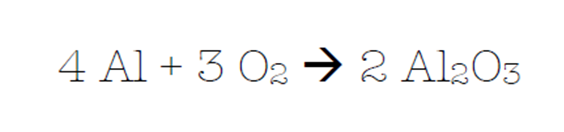 4 Al + 3 O₂ → 2 Al₂O₃